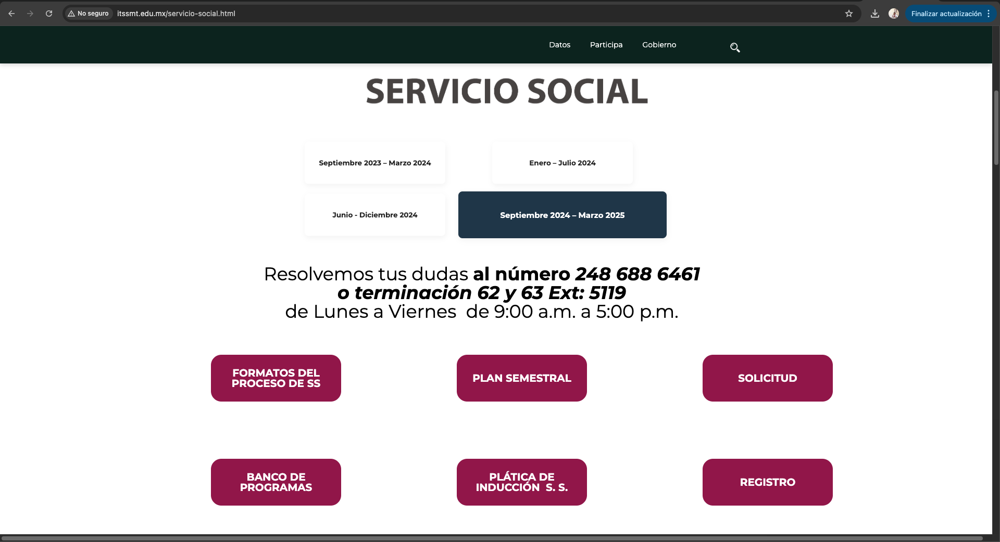 No seguro
itssmt.edu.mx/servicio-social.html
Finalizar actualización
Datos
Participa
Gobierno
SERVICIO SOCIAL
Septiembre 2023 – Marzo 2024
Enero – Julio 2024
Junio - Diciembre 2024
Septiembre 2024 – Marzo 2025
Resolvemos tus dudas al número 248 688 6461
o terminación 62 y 63 Ext: 5119
de Lunes a Viernes  de 9:00 a.m. a 5:00 p.m.
FORMATOS DEL
PROCESO DE SS
PLAN SEMESTRAL
SOLICITUD
BANCO DE
PROGRAMAS
PLÁTICA DE
INDUCCIÓN  S. S.
REGISTRO